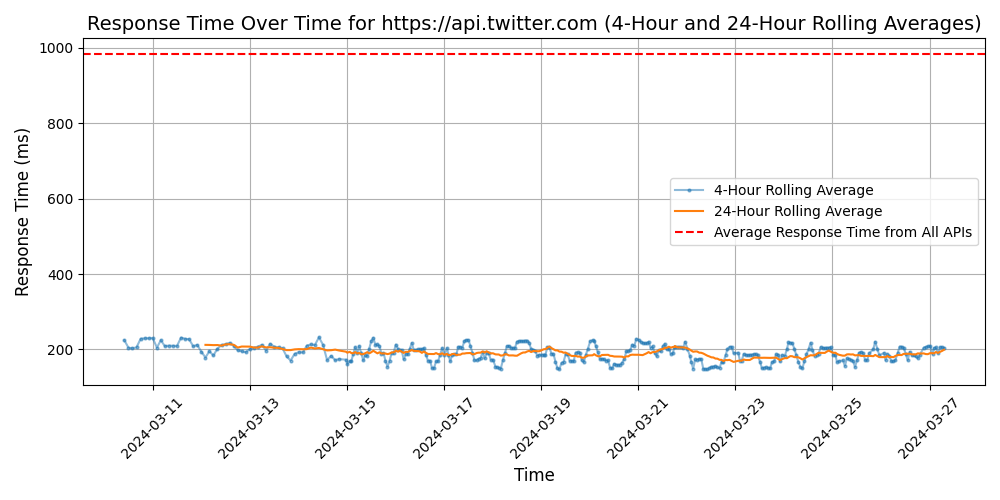 Response Time Over Time for https://api.twitter.com (4-Hour and 24-Hour Rolling Averages)
Response Time (ms)
1000
800
600
400
200
4-Hour Rolling Average
24-Hour Rolling Average
Average Response Time from All APIs
2024-03-11
2024-03-13
2024-03-15
2024-03-17
2024-03-19
2024-03-21
2024-03-23
2024-03-25
2024-03-27
Time